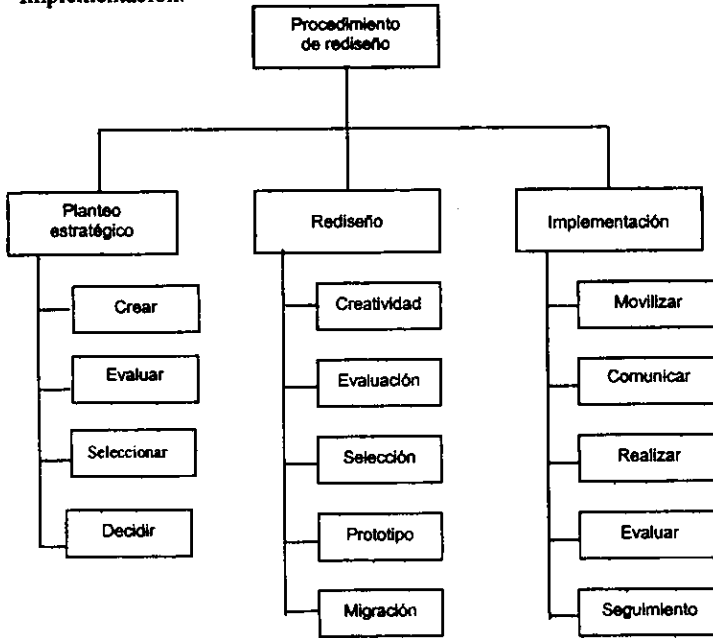 Implementación.
Procedimiento
de rediseño
Planteo
estratégico
Crear
Evaluar
Seleccionar
Decidir
Rediseño
Creatividad
Evaluación
Selección
Prototipo
Migración
Implementación
Movilizar
Comunicar
Realizar
Evaluar
Seguimiento